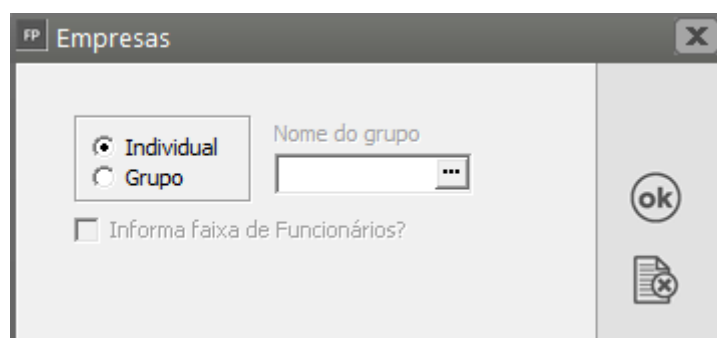 FP Empresas
Individual
Grupo
Nome do grupo
...
Informa faixa de Funcionários?
ok